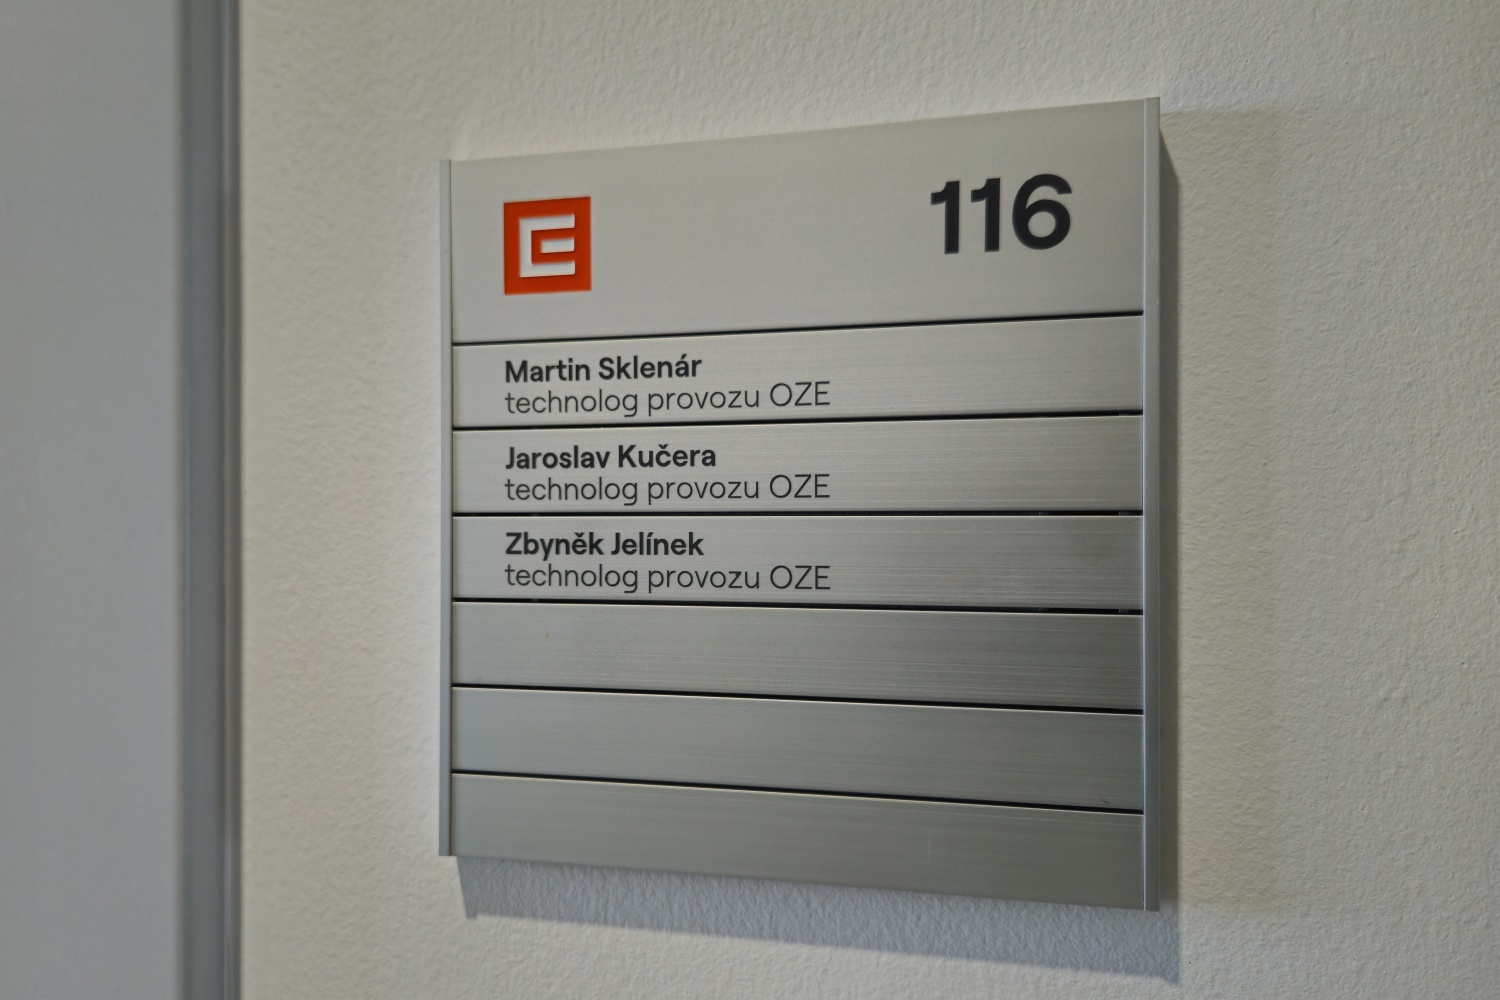 116
Martin Sklenár
technolog provozu OZE
Jaroslav Kučera
technolog provozu OZE
Zbyněk Jelínek
technolog provozu OZE